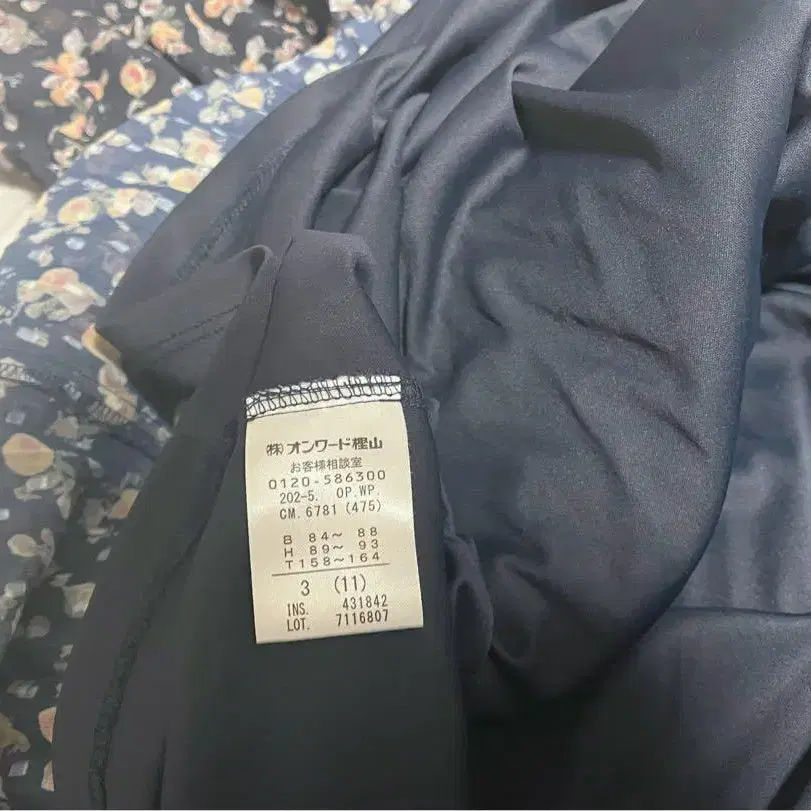 ㈱オンワード樫山
お客様相談室
0120-586300
202-5. OP.WP.
CM.6781(475)
B 84～ 88
H 89～ 93
T158～164
3 (11)
INS. 431842
LOT. 7116807